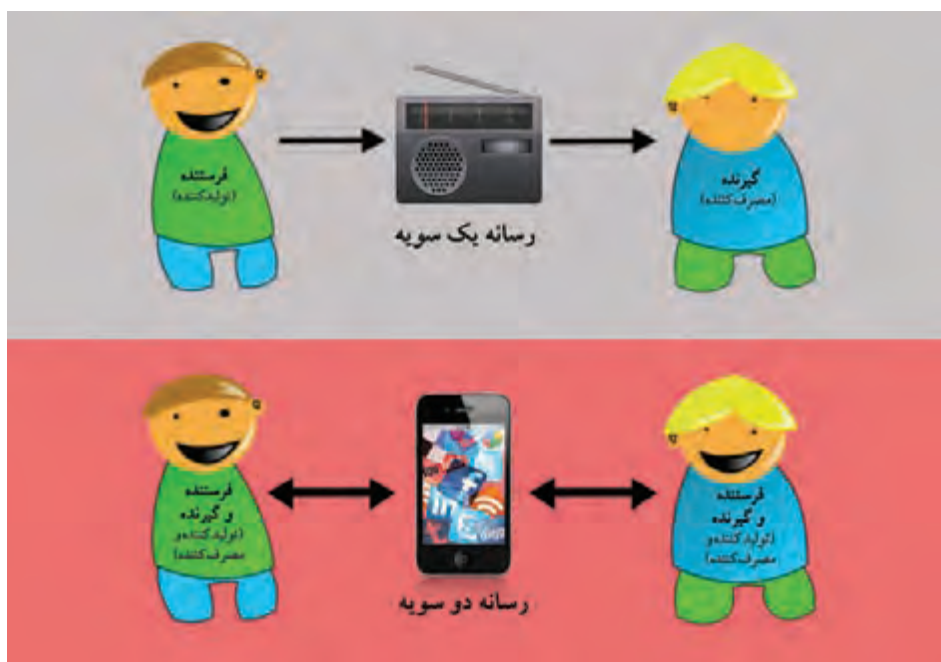 فرستنده
(تولیدکننده)
گیرنده
(مصرف‌کننده)
رسانه یک سویه
فرستنده
و گیرنده
(تولیدکننده و
مصرف‌کننده)
فرستنده
و گیرنده
(تولیدکننده و
مصرف‌کننده)
رسانه دو سویه